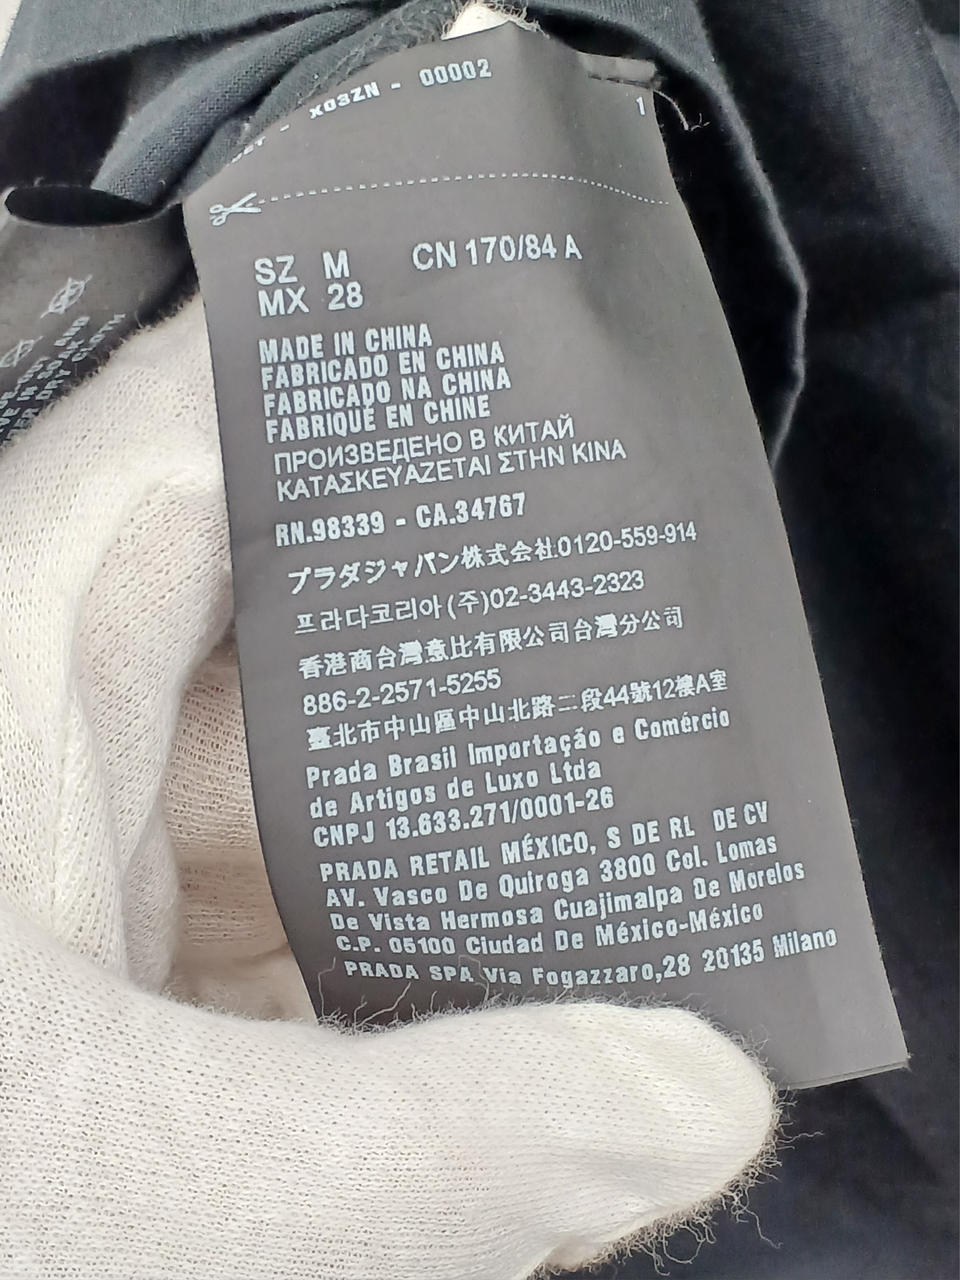 - X03ZN - 00002
1
SZ M CN 170/84 A
MX 28
MADE IN CHINA
FABRICADO EN CHINA
FABRICADO NA CHINA
FABRIQUÉ EN CHINE
ПРОИЗВЕДЕНО В КИТАЙ
ΚΑΤΑΣΚΕΥΑΖΕΤΑΙ ΣΤΗΝ ΚΙΝΑ
RN.98339 - CA.34767
プラダジャパン株式会社0120-559-914
프라다코리아(주)02-3443-2323
香港商台灣意比有限公司台灣分公司
886-2-2571-5255
臺北市中山區中山北路二段44號12樓A室
Prada Brasil Importação e Comércio
de Artigos de Luxo Ltda
CNPJ 13.633.271/0001-26
PRADA RETAIL MÉXICO, S DE RL DE CV
AV. Vasco De Quiroga 3800 Col. Lomas
De Vista Hermosa Cuajimalpa De Morelos
C.P. 05100 Ciudad De México-México
PRADA SPA Via Fogazzaro,28 20135 Milano